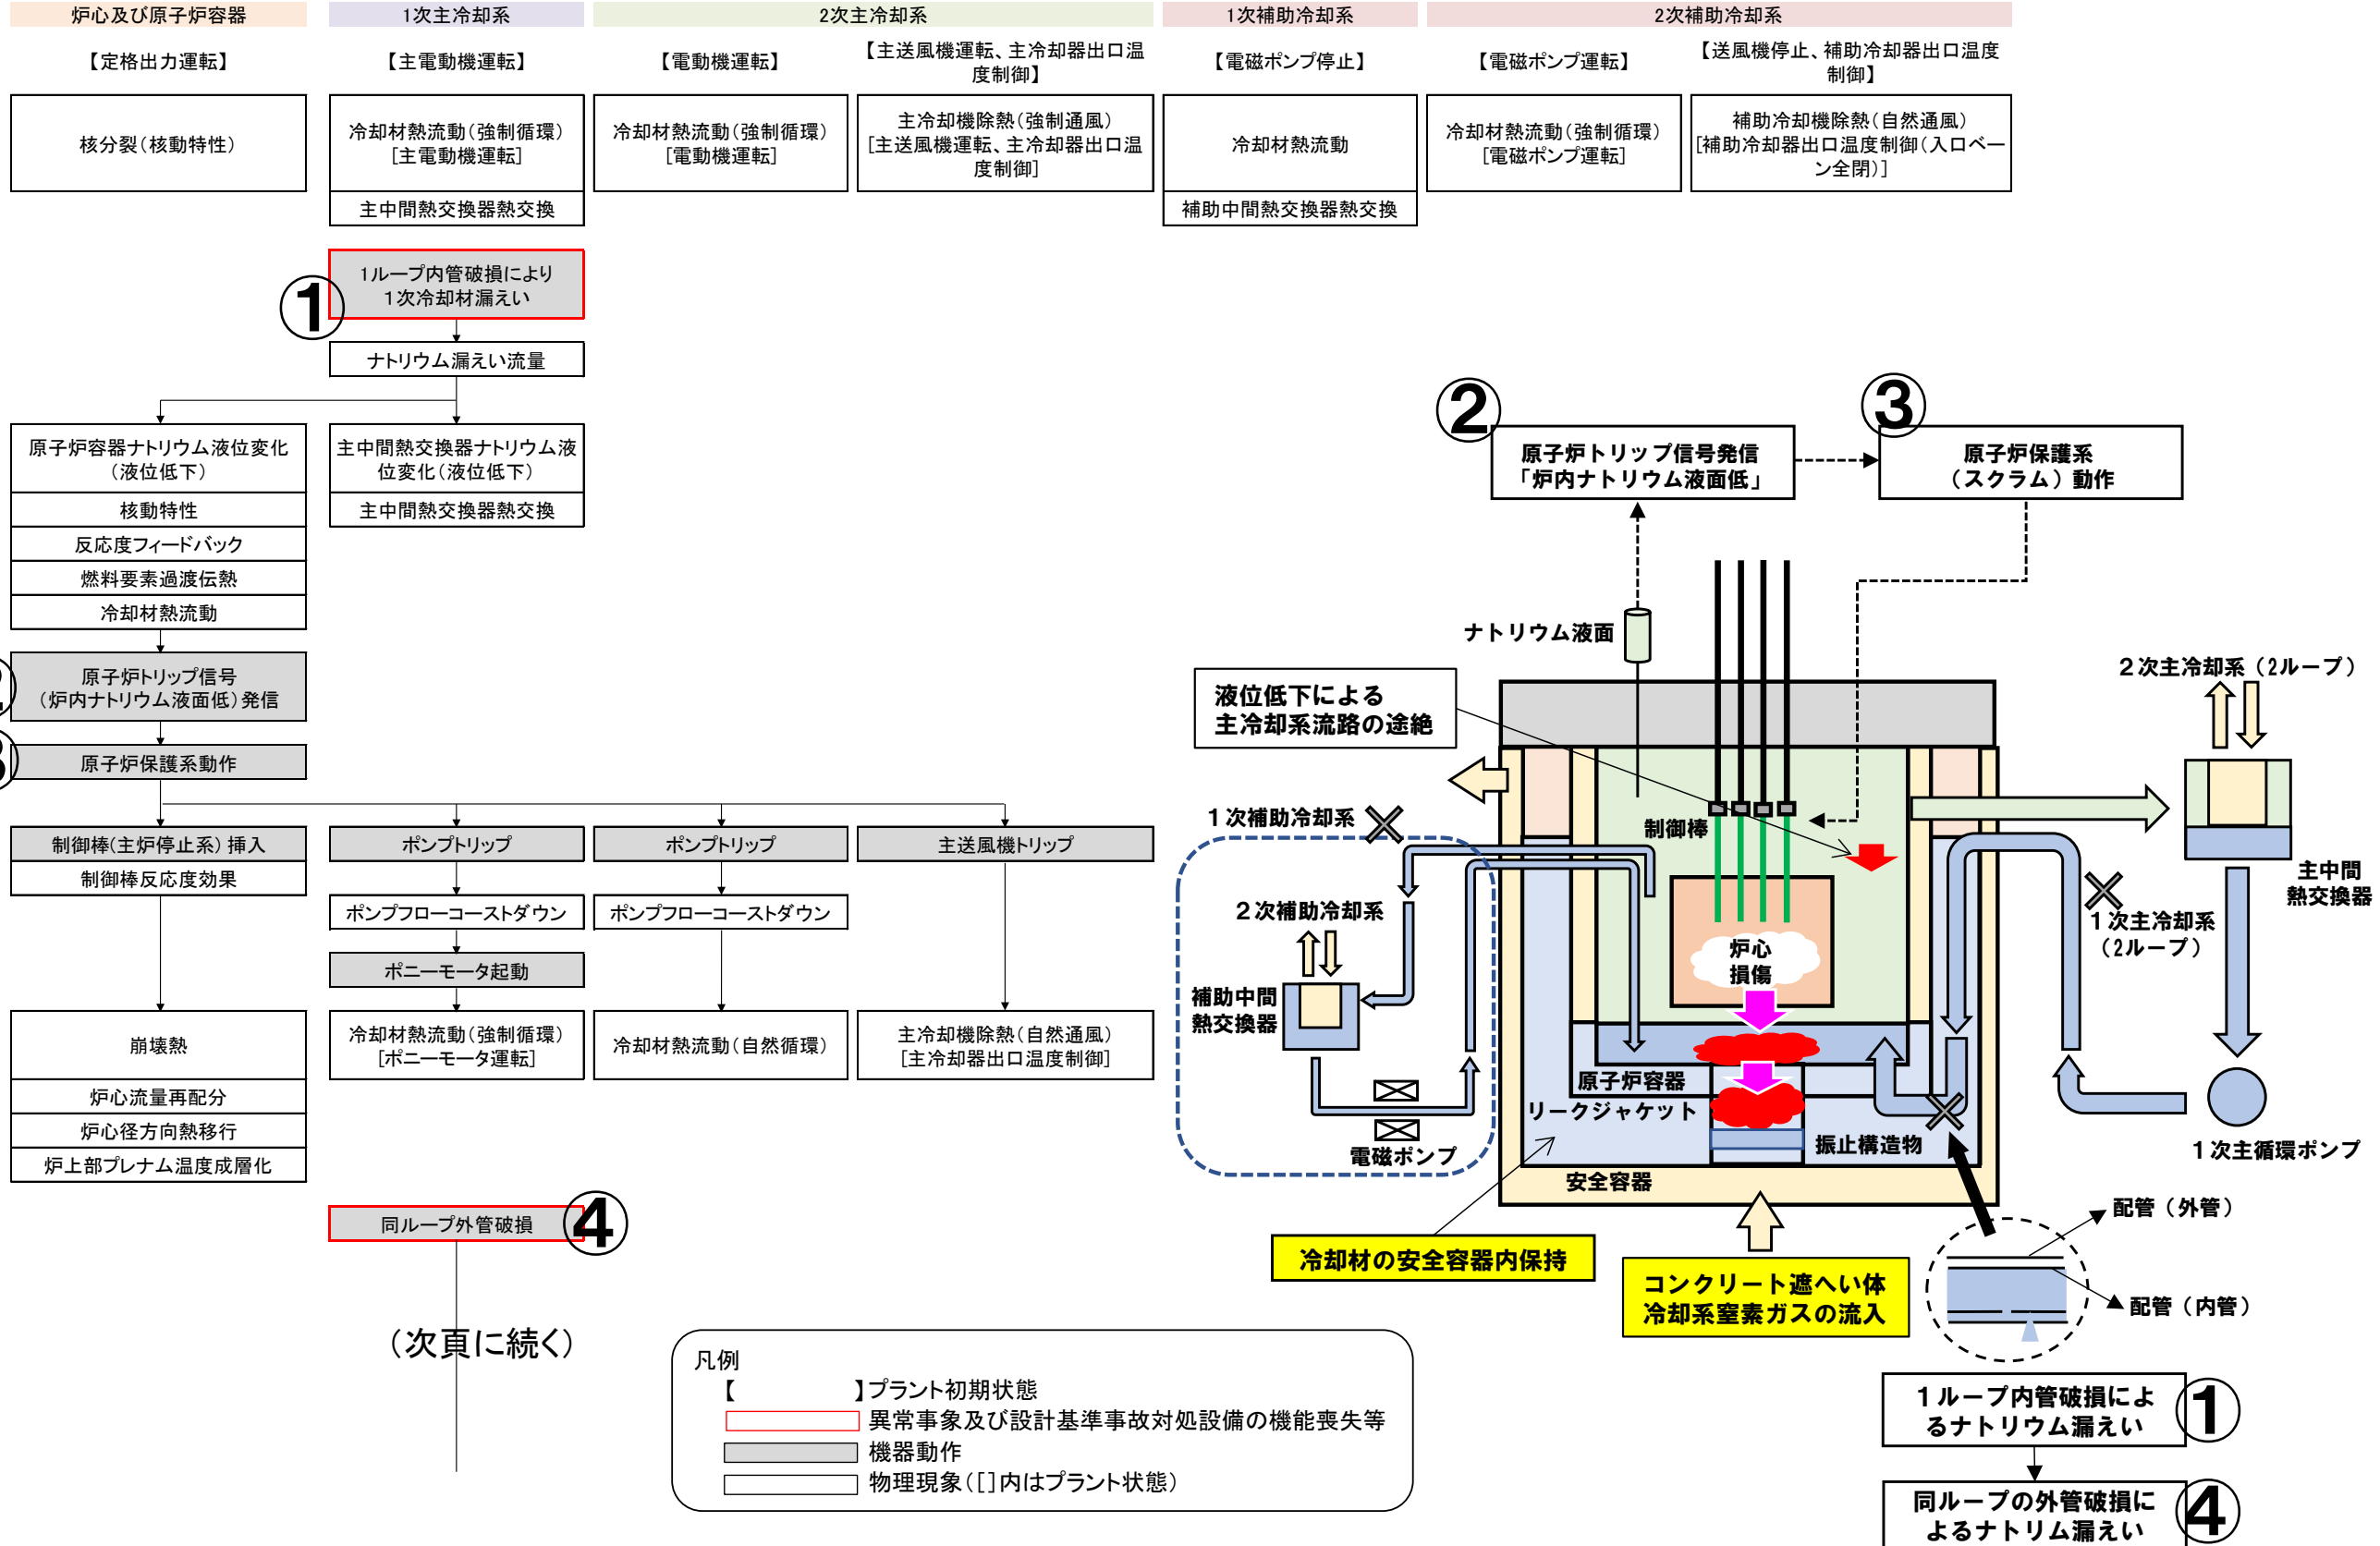 炉心及び原子炉容器
1次主冷却系
2次主冷却系
1次補助冷却系
2次補助冷却系
【定格出力運転】
【主電動機運転】
【電動機運転】
【主送風機運転、主冷却器出口温
度制御】
【電磁ポンプ停止】
【電磁ポンプ運転】
【送風機停止、補助冷却器出口温度
制御】
核分裂(核動特性)
冷却材熱流動(強制循環)
[主電動機運転]
主中間熱交換器熱交換
冷却材熱流動(強制循環)
[電動機運転]
主冷却機除熱(強制通風)
[主送風機運転、主冷却器出口温
度制御]
冷却材熱流動
補助中間熱交換器熱交換
冷却材熱流動(強制循環)
[電磁ポンプ運転]
補助冷却機除熱(自然通風)
[補助冷却器出口温度制御(入口ベー
ン全閉)]
①
1ループ内管破損により
1次冷却材漏えい
ナトリウム漏えい流量
原子炉容器ナトリウム液位変化
(液位低下)
核動特性
反応度フィードバック
燃料要素過渡伝熱
冷却材熱流動
主中間熱交換器ナトリウム液
位変化(液位低下)
主中間熱交換器熱交換
原子炉トリップ信号
(炉内ナトリウム液面低)発信
原子炉保護系動作
制御棒(主炉停止系)挿入
制御棒反応度効果
ポンプトリップ
ポンプトリップ
主送風機トリップ
ポンプフローコーストダウン
ポンプフローコーストダウン
ポニーモータ起動
崩壊熱
炉心流量再配分
炉心径方向熱移行
炉上部プレナム温度成層化
冷却材熱流動(強制循環)
[ポニーモータ運転]
冷却材熱流動(自然循環)
主冷却機除熱(自然通風)
[主冷却器出口温度制御]
同ループ外管破損
④
(次頁に続く)
凡例
【 】プラント初期状態
異常事象及び設計基準事故対処設備の機能喪失等
機器動作
物理現象([]内はプラント状態)
②
原子炉トリップ信号発信
「炉内ナトリウム液面低」
③
原子炉保護系
(スクラム)動作
ナトリウム液面
液位低下による
主冷却系流路の途絶
2次主冷却系(2ループ)
1次補助冷却系
制御棒
主中間
熱交換器
2次補助冷却系
1次主冷却系
(2ループ)
炉心
損傷
補助中間
熱交換器
原子炉容器
リークジャケット
電磁ポンプ
振止構造物
1次主循環ポンプ
安全容器
配管(外管)
冷却材の安全容器内保持
コンクリート遮へい体
冷却系窒素ガスの流入
配管(内管)
1ループ内管破損によ
るナトリウム漏えい
①
同ループの外管破損に
よるナトリム漏えい
④